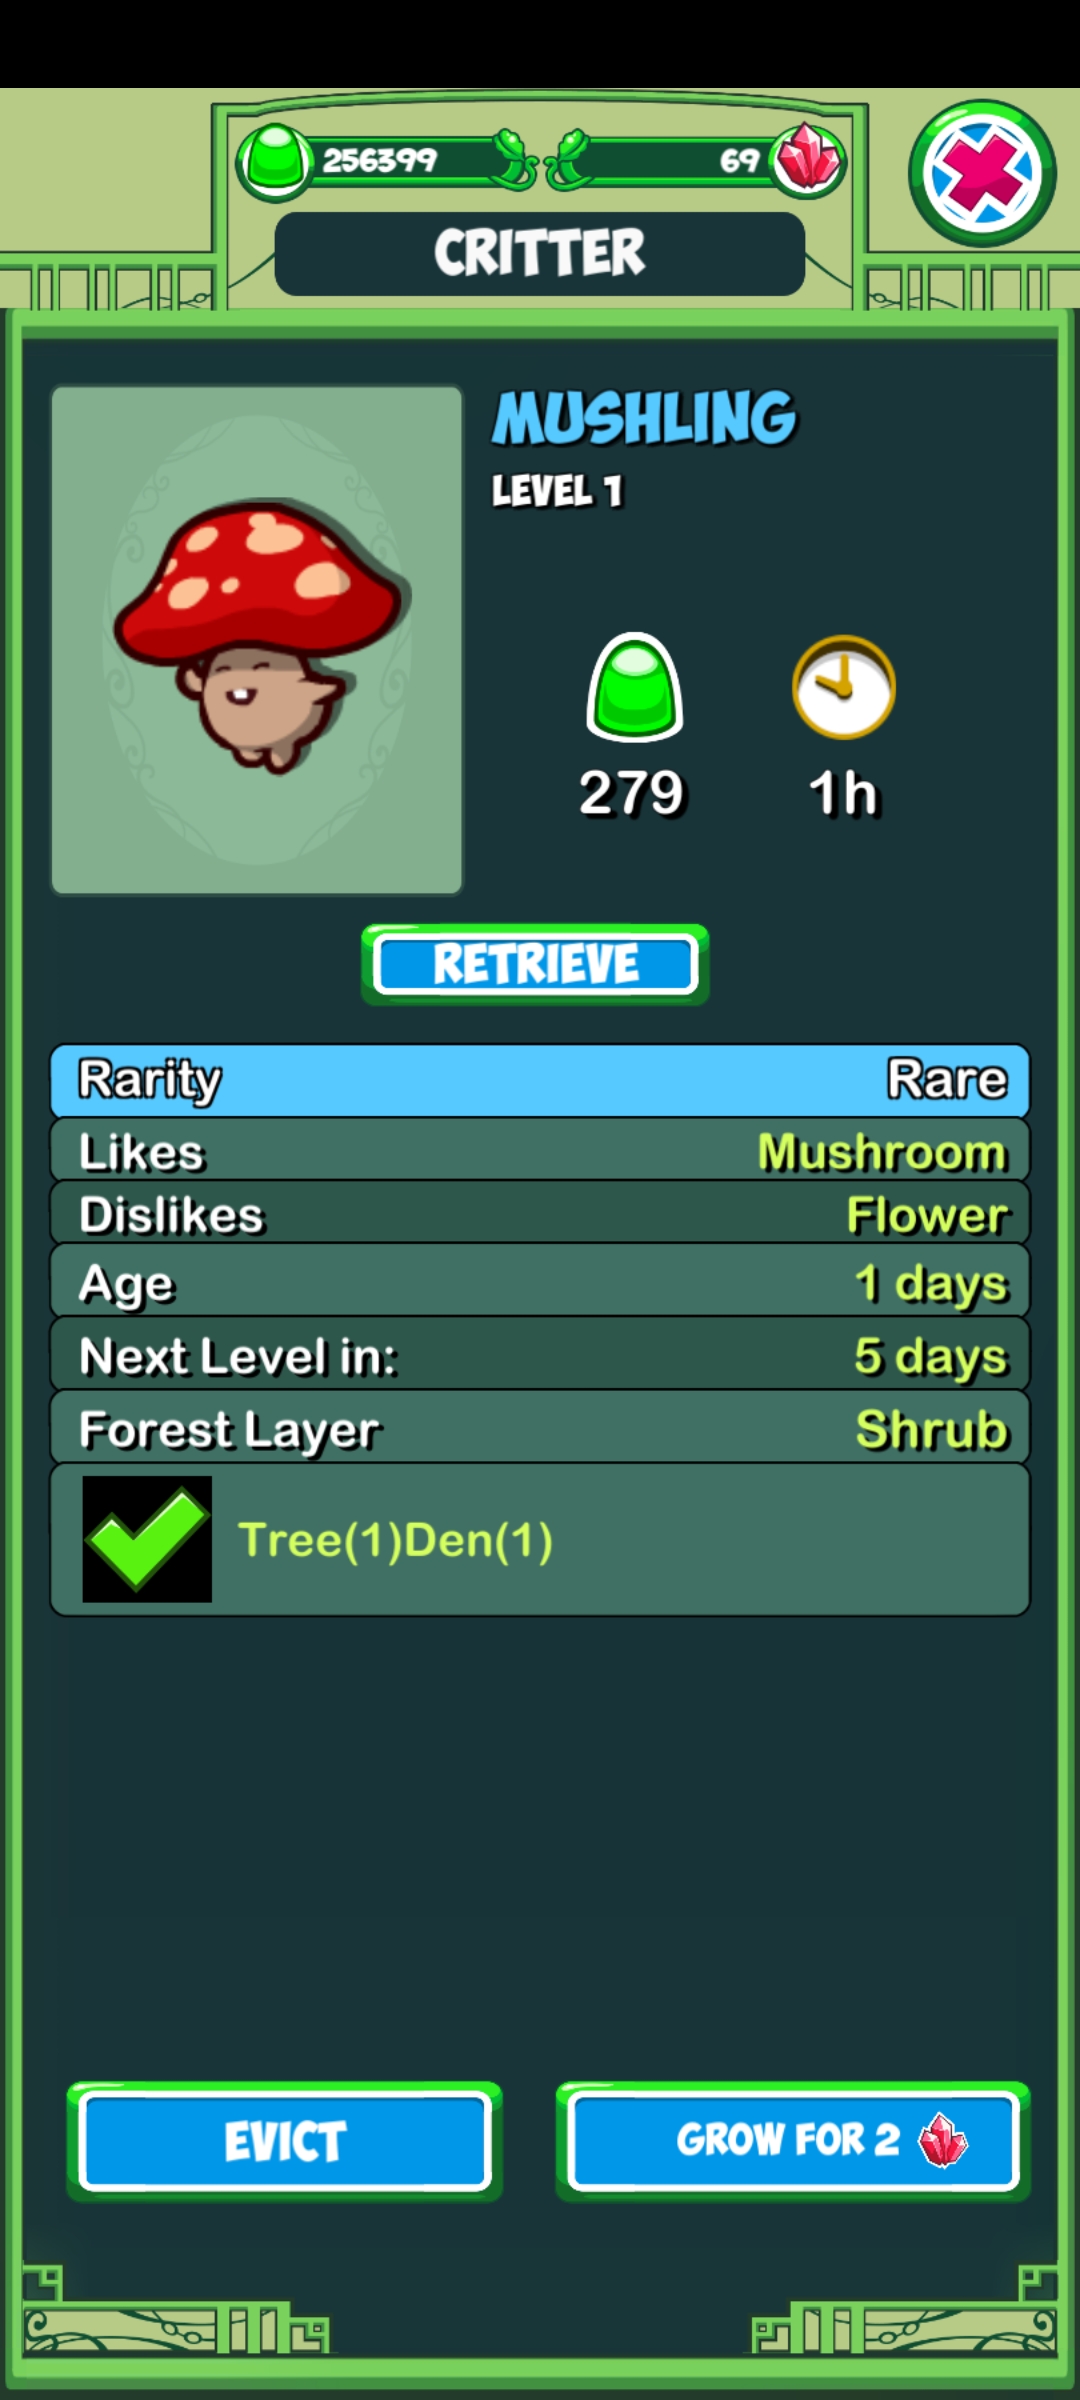 256399 69
CRITTER
MUSHLING
LEVEL 1
279 1h
RETRIEVE
Rarity Rare
Likes Mushroom
Dislikes Flower
Age 1 days
Next Level in: 5 days
Forest Layer Shrub
Tree(1)Den(1)
EVICT GROW FOR 2